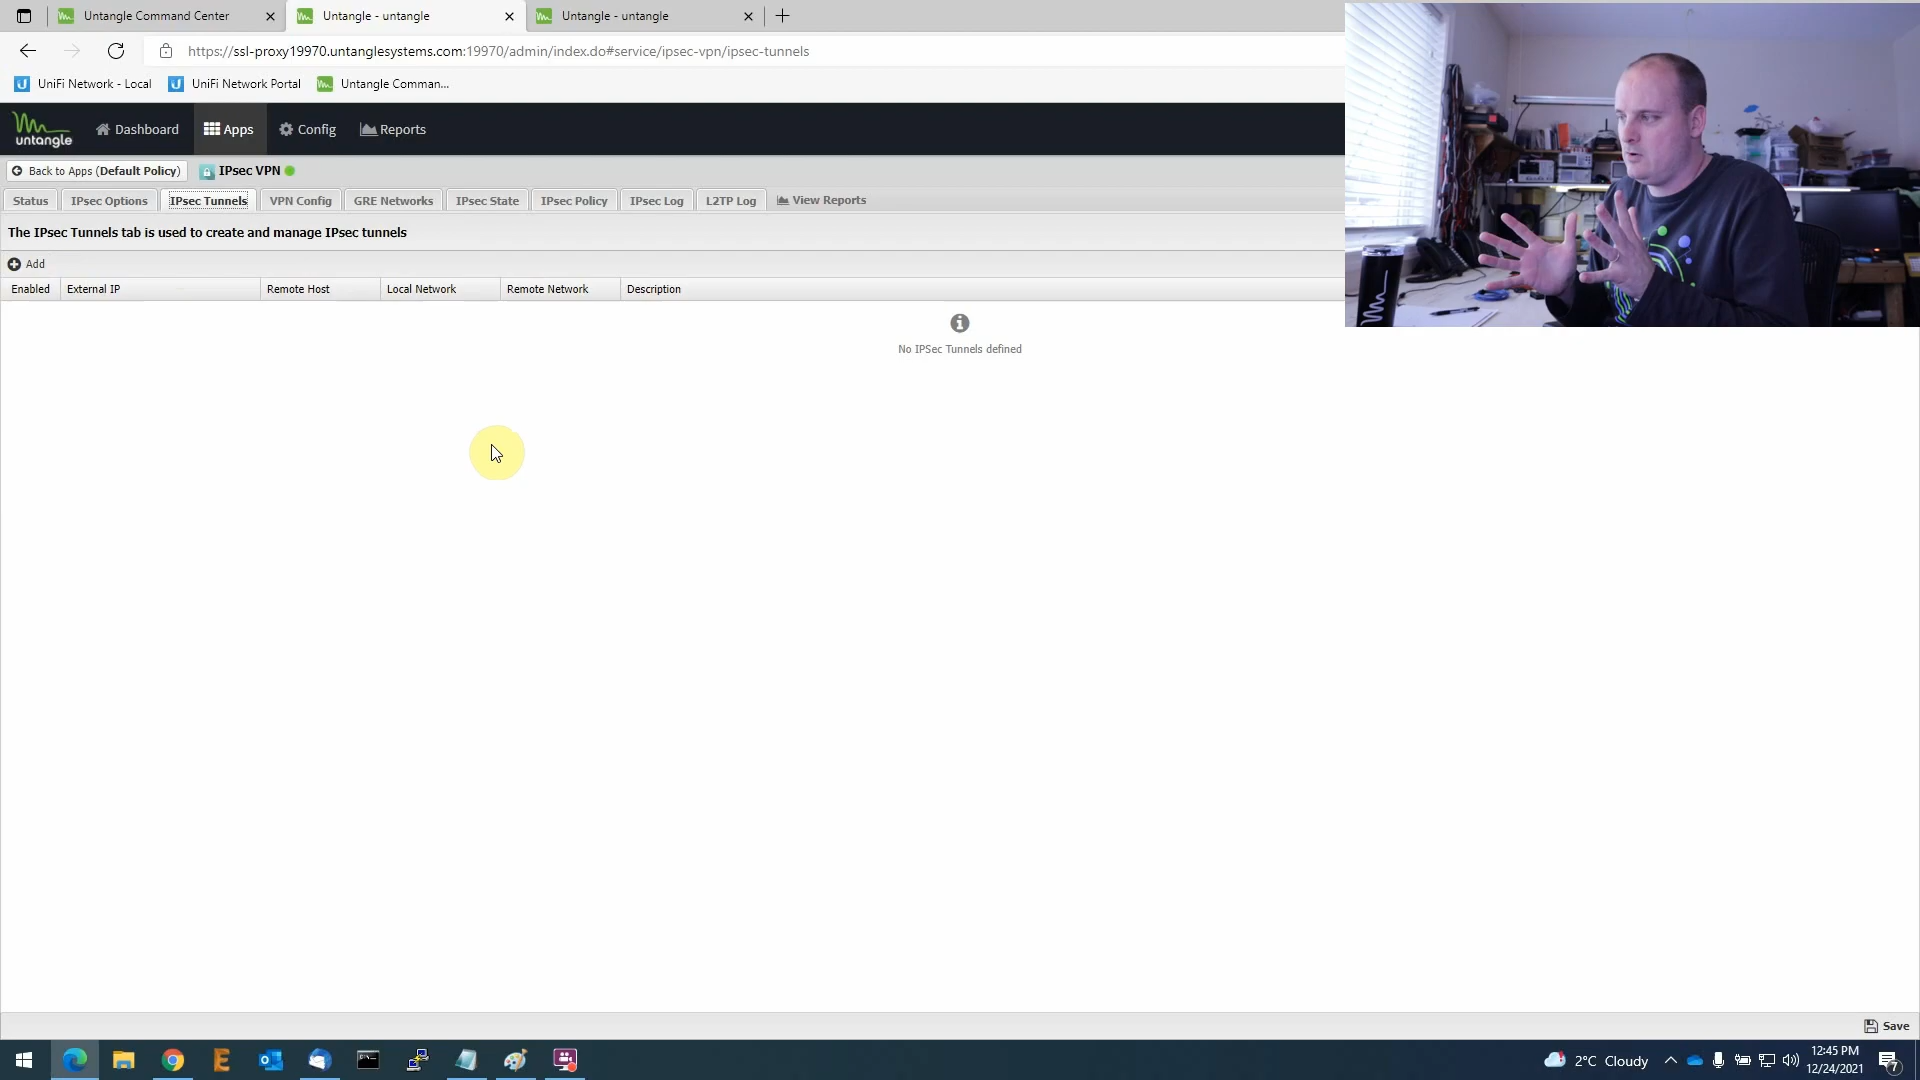 Untangle Command Center
Untangle - untangle
Untangle - untangle
https://ssl-proxy19970.untanglesystems.com:19970/admin/index.do#service/ipsec-vpn/ipsec-tunnels
UniFi Network - Local
UniFi Network Portal
Untangle Comman...
untangle
Dashboard
Apps
Config
Reports
Back to Apps (Default Policy)
IPsec VPN
Status
IPsec Options
IPsec Tunnels
VPN Config
GRE Networks
IPsec State
IPsec Policy
IPsec Log
L2TP Log
View Reports
The IPsec Tunnels tab is used to create and manage IPsec tunnels
Add
Enabled
External IP
Remote Host
Local Network
Remote Network
Description
No IPSec Tunnels defined
Save
2°C Cloudy
12:45 PM
12/24/2021
7